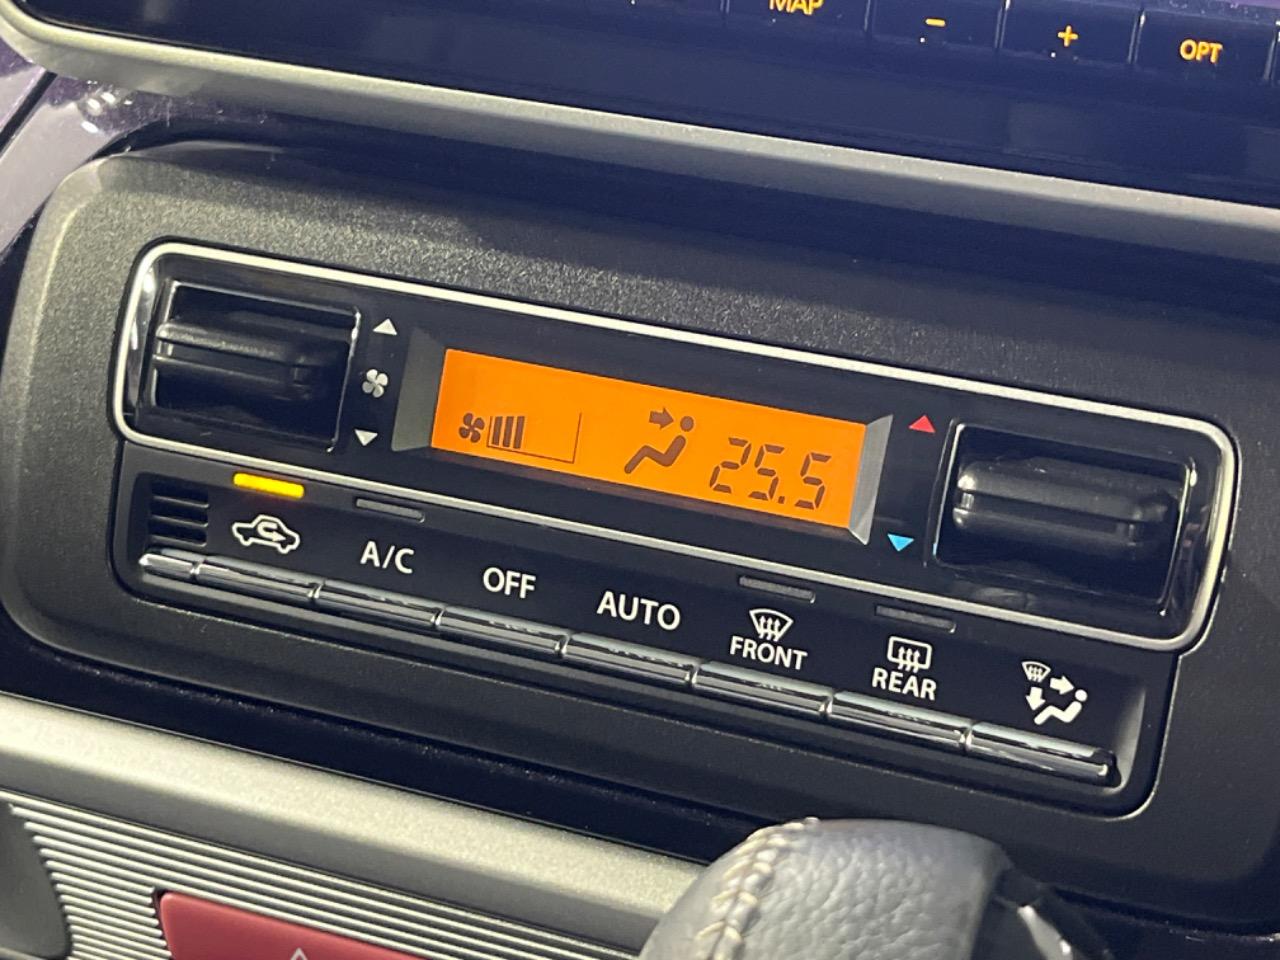 MAP - + OPT
25.5
A/C OFF AUTO FRONT REAR